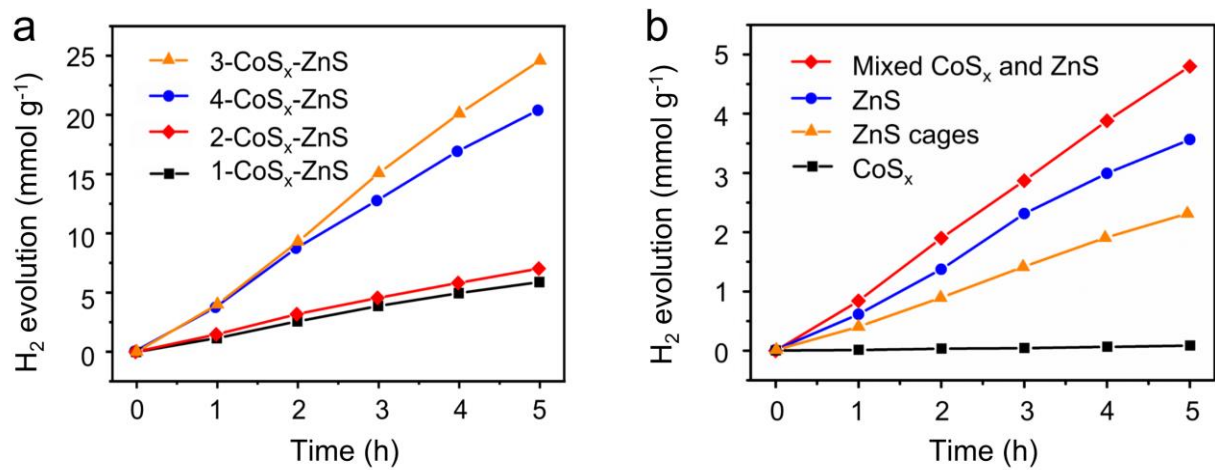 a
H₂ evolution (mmol g⁻¹)
25
20
15
10
5
0
3-CoSₓ-ZnS
4-CoSₓ-ZnS
2-CoSₓ-ZnS
1-CoSₓ-ZnS
0 1 2 3 4 5
Time (h)
b
H₂ evolution (mmol g⁻¹)
5
4
3
2
1
0
Mixed CoSₓ and ZnS
ZnS
ZnS cages
CoSₓ
0 1 2 3 4 5
Time (h)